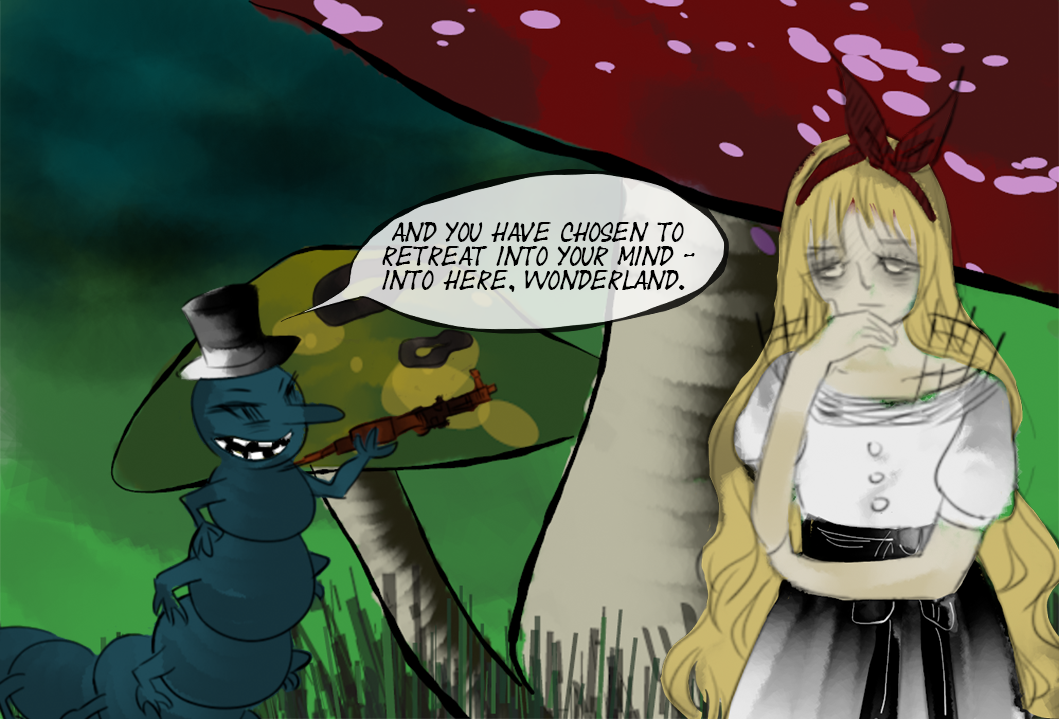 AND YOU HAVE CHOSEN TO
RETREAT INTO YOUR MIND -
INTO HERE, WONDERLAND.